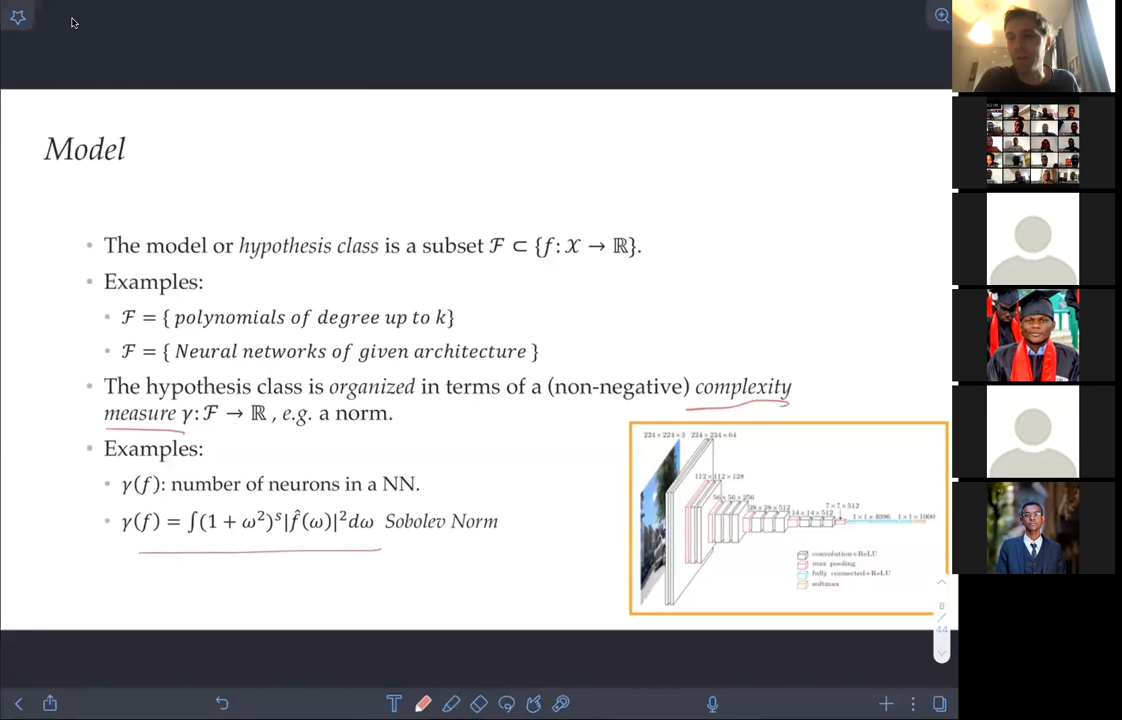 Model
• The model or hypothesis class is a subset ℱ ⊂ {f: 𝒳 → ℝ}.
• Examples:
• ℱ = { polynomials of degree up to k}
• ℱ = { Neural networks of given architecture }
• The hypothesis class is organized in terms of a (non-negative) complexity
measure γ: ℱ → ℝ , e.g. a norm.
• Examples:
• γ(f): number of neurons in a NN.
• γ(f) = ∫(1 + ω²)ˢ|f̂(ω)|²dω Sobolev Norm
224 × 224 × 3 224 × 224 × 64
112 × 112 × 128
56 × 56 × 256
28 × 28 × 512
14 × 14 × 512
7 × 7 × 512
1 × 1 × 4096 1 × 1 × 1000
convolution+ReLU
max pooling
fully connected+ReLU
softmax
8
/
44
T